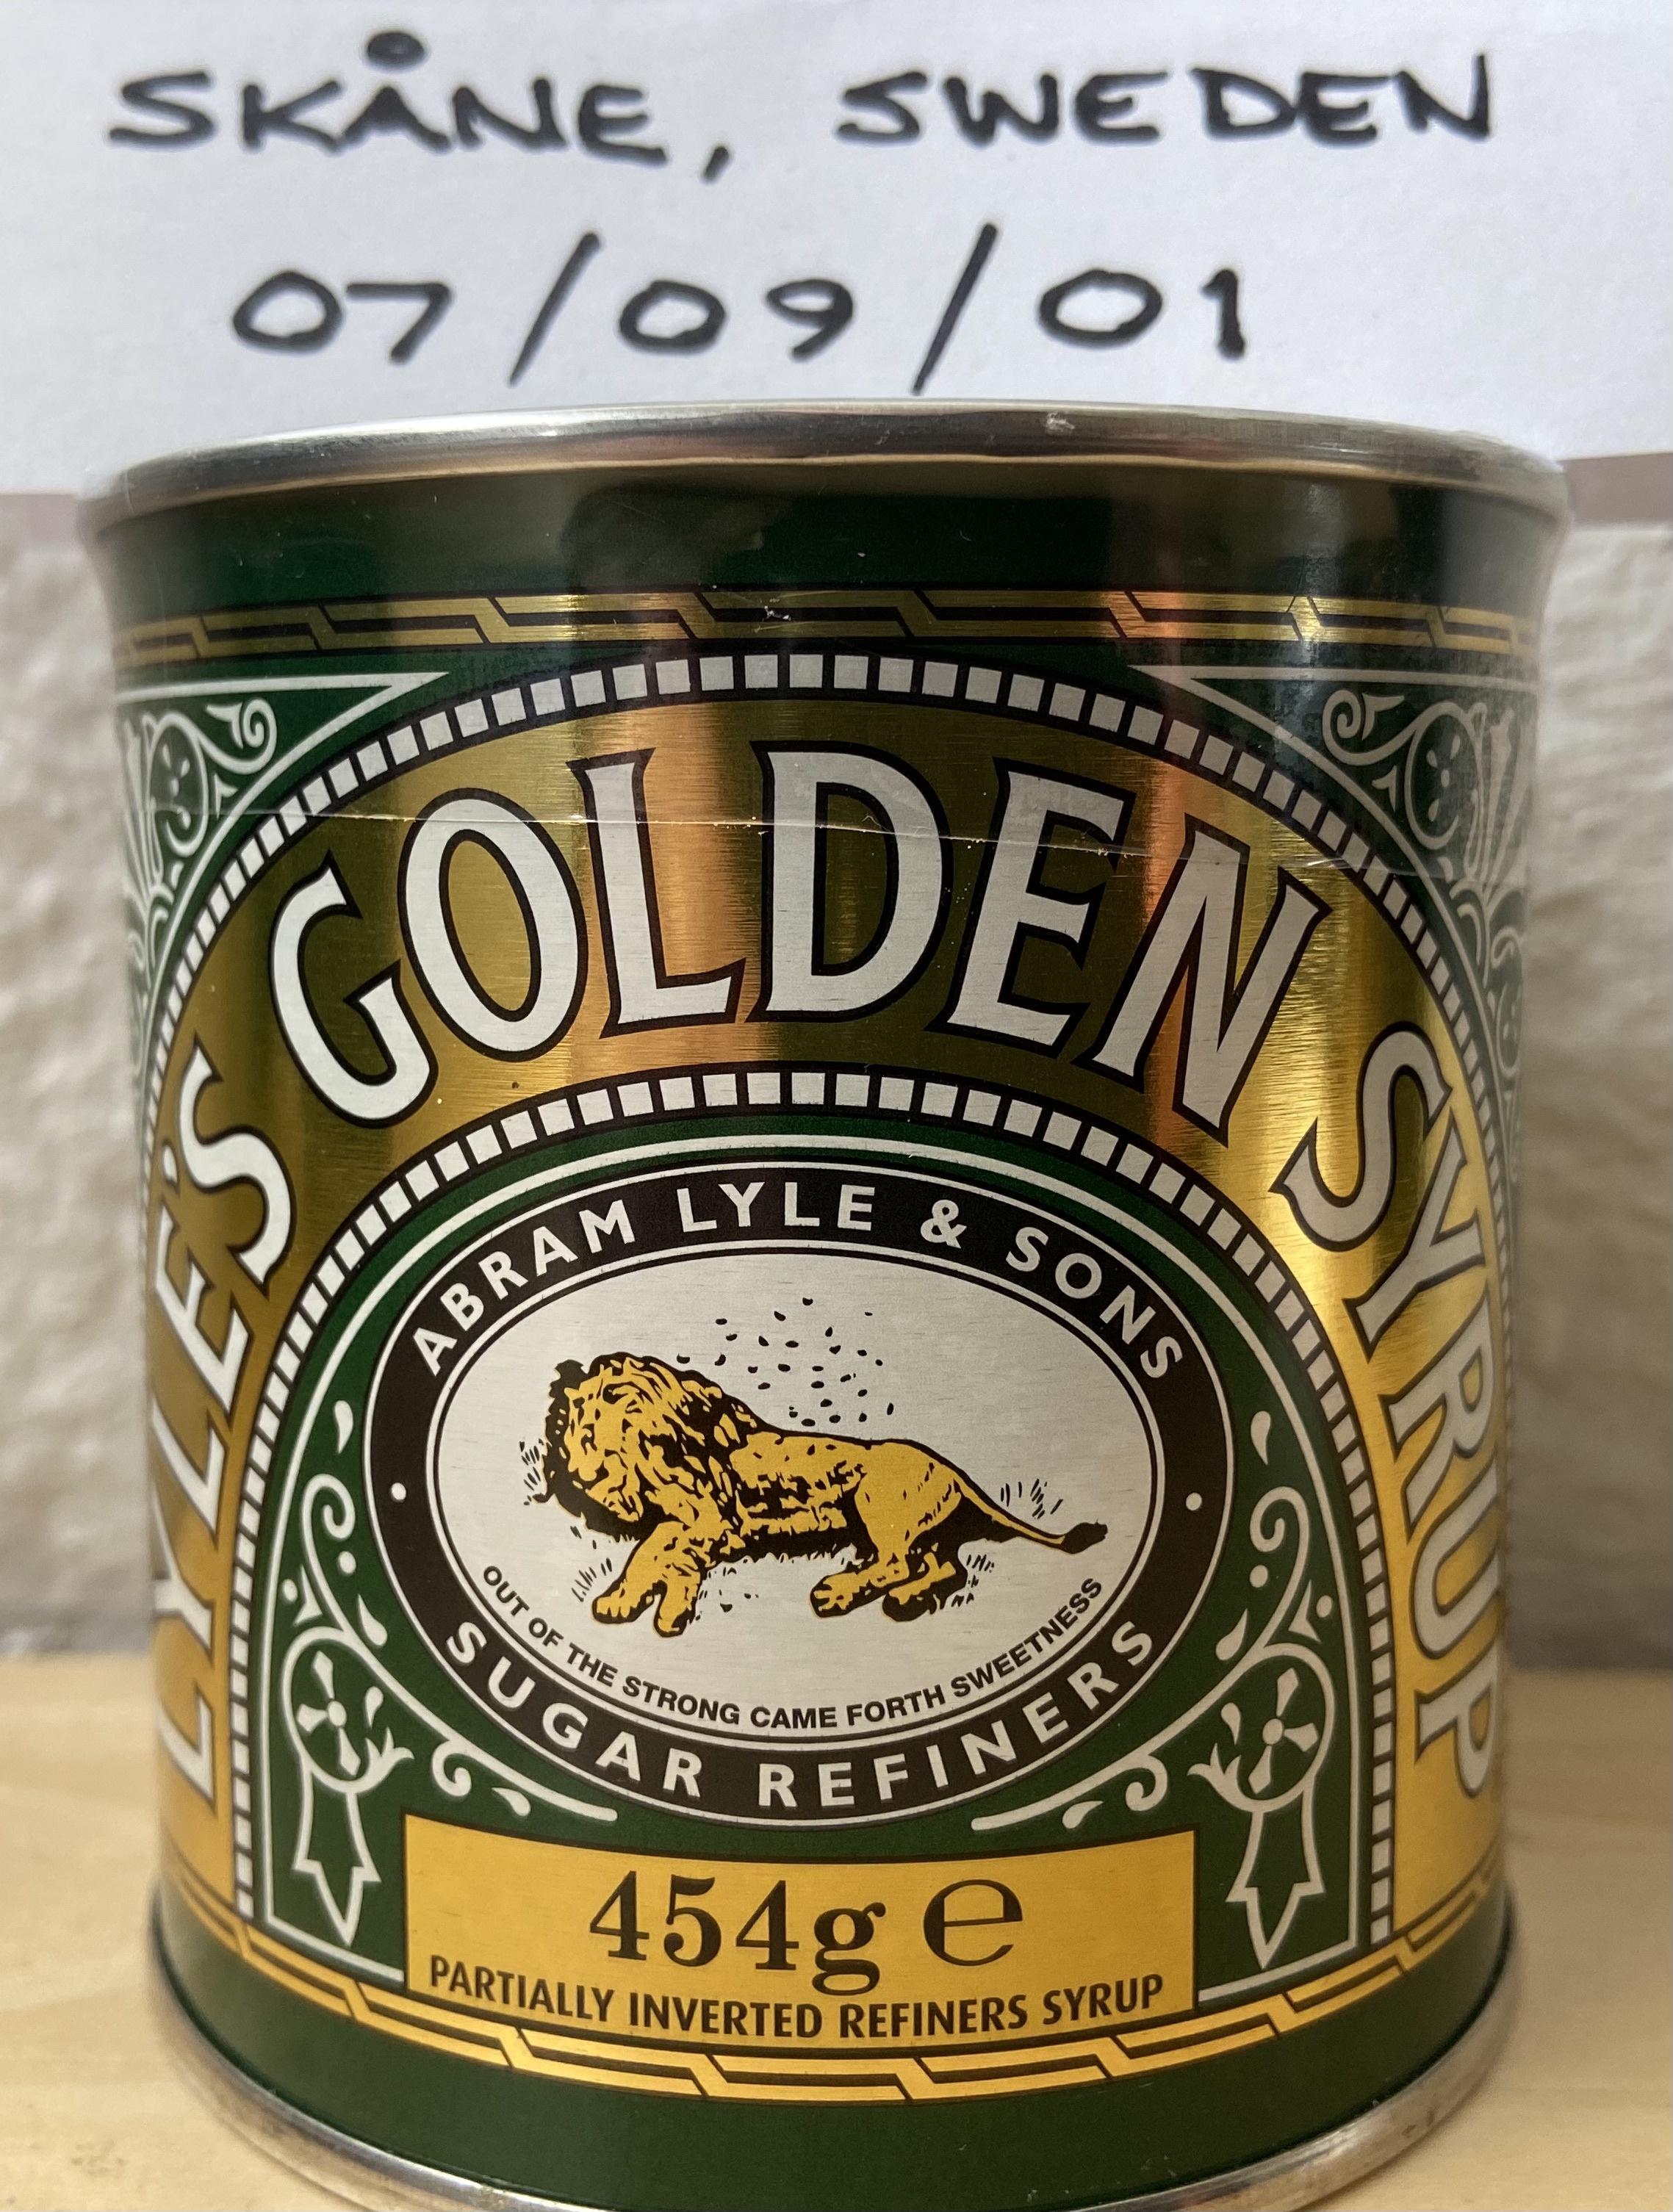 SKÅNE, SWEDEN
07/09/01
LYLE'S GOLDEN SYRUP
ABRAM LYLE & SONS
OUT OF THE STRONG CAME FORTH SWEETNESS
SUGAR REFINERS
454g ℮
PARTIALLY INVERTED REFINERS SYRUP